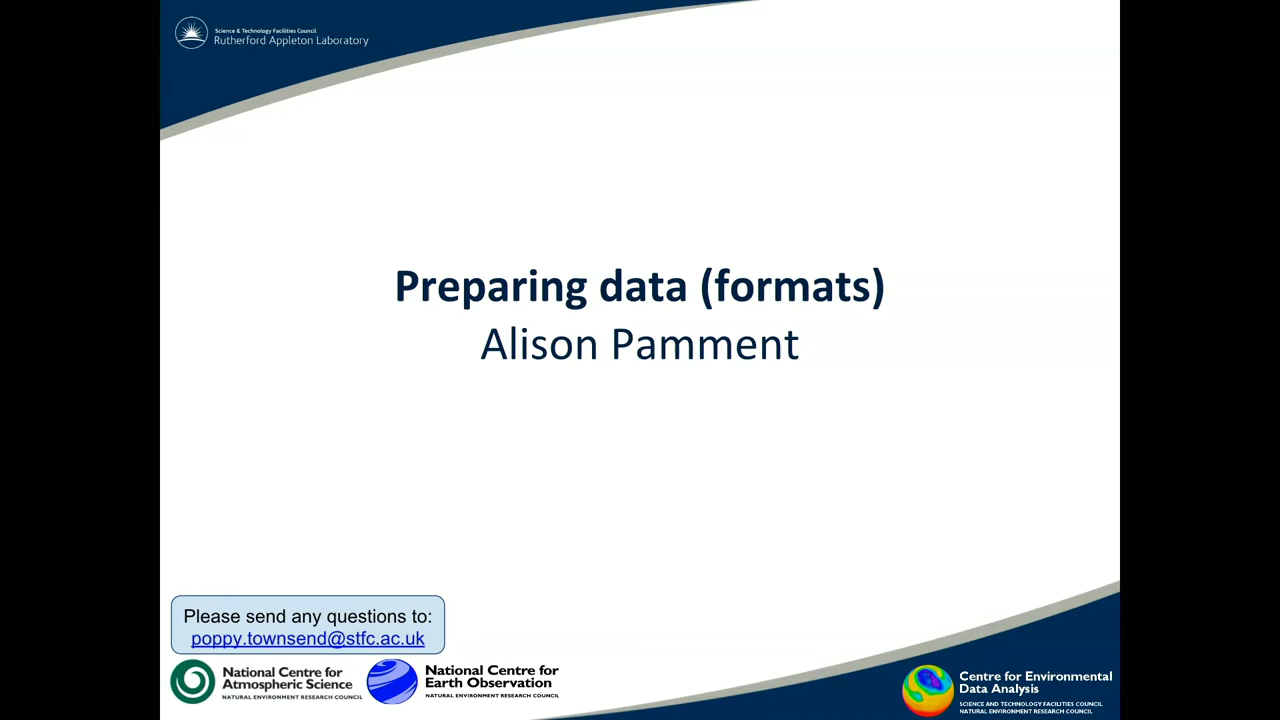 Science & Technology Facilities Council
Rutherford Appleton Laboratory
Preparing data (formats)
Alison Pamment
Please send any questions to:
poppy.townsend@stfc.ac.uk
National Centre for
Atmospheric Science
NATURAL ENVIRONMENT RESEARCH COUNCIL
National Centre for
Earth Observation
NATURAL ENVIRONMENT RESEARCH COUNCIL
Centre for Environmental
Data Analysis
SCIENCE AND TECHNOLOGY FACILITIES COUNCIL
NATURAL ENVIRONMENT RESEARCH COUNCIL